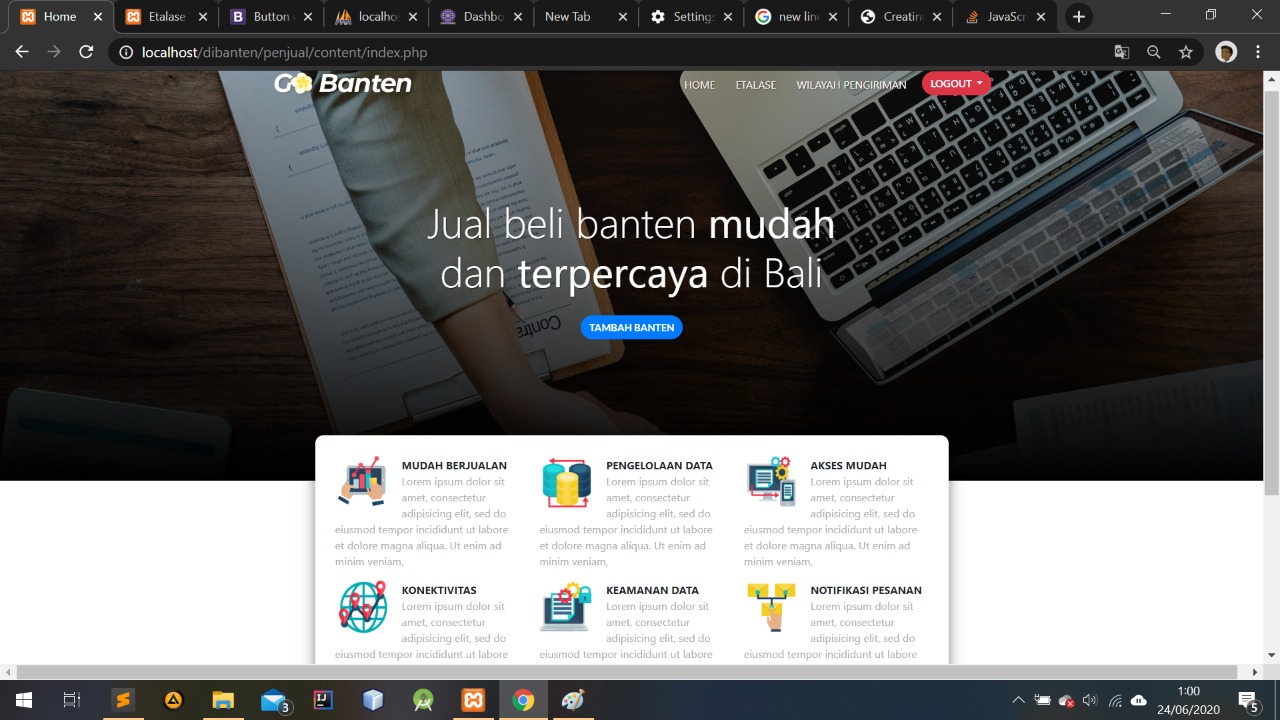 Home
Etalase
Button
localhos
Dashbo
New Tab
Settings
new line
Creatin
JavaScri
localhost/dibanten/penjual/content/index.php
GO Banten
HOME
ETALASE
WILAYAH PENGIRIMAN
LOGOUT
Jual beli banten mudah
dan terpercaya di Bali
TAMBAH BANTEN
Contra
MUDAH BERJUALAN
Lorem ipsum dolor sit
amet, consectetur
adipisicing elit, sed do
eiusmod tempor incididunt ut labore
et dolore magna aliqua. Ut enim ad
minim veniam,
PENGELOLAAN DATA
Lorem ipsum dolor sit
amet, consectetur
adipisicing elit, sed do
eiusmod tempor incididunt ut labore
et dolore magna aliqua. Ut enim ad
minim veniam,
AKSES MUDAH
Lorem ipsum dolor sit
amet, consectetur
adipisicing elit, sed do
eiusmod tempor incididunt ut labore
et dolore magna aliqua. Ut enim ad
minim veniam,
KONEKTIVITAS
Lorem ipsum dolor sit
amet, consectetur
adipisicing elit, sed do
eiusmod tempor incididunt ut labore
KEAMANAN DATA
Lorem ipsum dolor sit
amet, consectetur
adipisicing elit, sed do
eiusmod tempor incididunt ut labore
NOTIFIKASI PESANAN
Lorem ipsum dolor sit
amet, consectetur
adipisicing elit, sed do
eiusmod tempor incididunt ut labore
3
1:00
24/06/2020
5